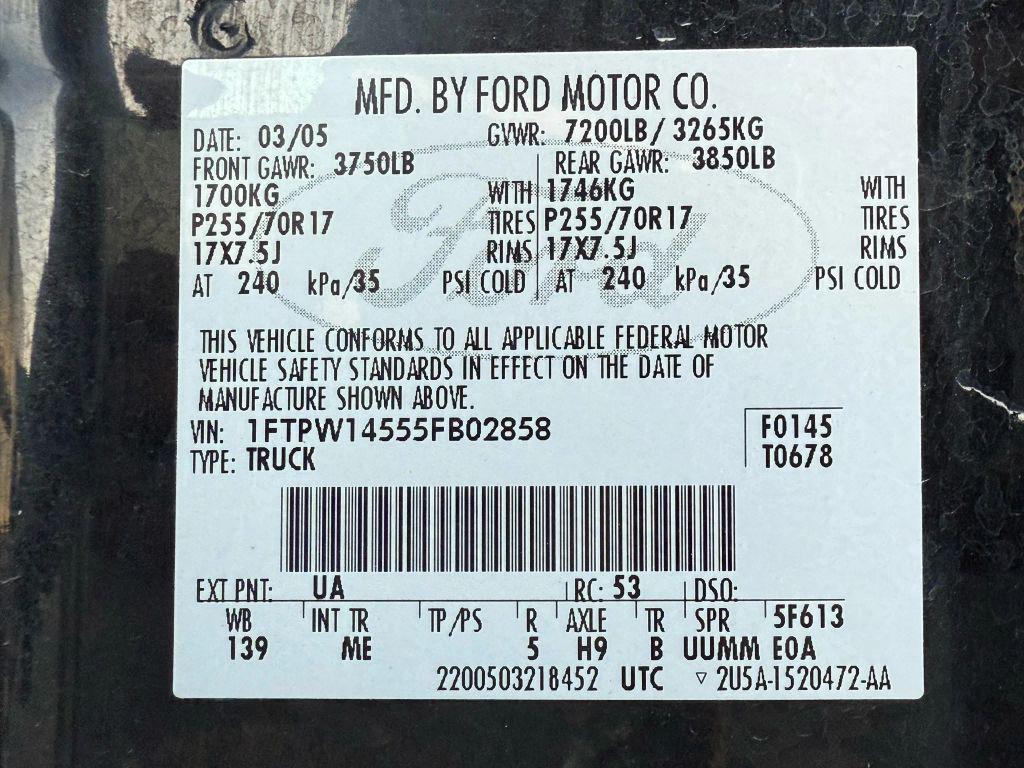 MFD. BY FORD MOTOR CO.
DATE: 03/05 GVWR: 7200LB/ 3265KG
FRONT GAWR: 3750LB REAR GAWR: 3850LB
1700KG WITH 1746KG WITH
P255/70R17 TIRES P255/70R17 TIRES
17X7.5J RIMS 17X7.5J RIMS
AT 240 kPa/35 PSI COLD AT 240 kPa/35 PSI COLD
Ford
THIS VEHICLE CONFORMS TO ALL APPLICABLE FEDERAL MOTOR
VEHICLE SAFETY STANDARDS IN EFFECT ON THE DATE OF
MANUFACTURE SHOWN ABOVE.
VIN: 1FTPW14555FB02858 F0145
TYPE: TRUCK T0678
EXT PNT: UA RC: 53 DSO:
WB INT TR TP/PS R AXLE TR SPR 5F613
139 ME 5 H9 B UUMM EOA
2200503218452 UTC ▽ 2U5A-1520472-AA